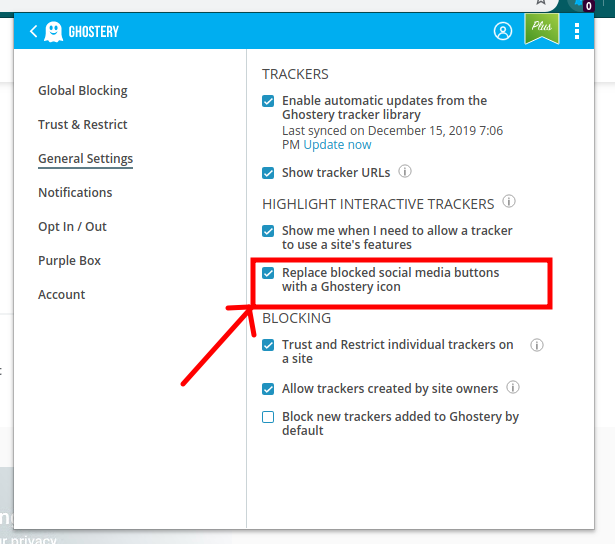 0
GHOSTERY
Plus
Global Blocking
Trust & Restrict
General Settings
Notifications
Opt In / Out
Purple Box
Account
TRACKERS
Enable automatic updates from the
Ghostery tracker library
Last synced on December 15, 2019 7:06
PM Update now
Show tracker URLs
HIGHLIGHT INTERACTIVE TRACKERS
Show me when I need to allow a tracker
to use a site's features
Replace blocked social media buttons
with a Ghostery icon
BLOCKING
Trust and Restrict individual trackers on
a site
Allow trackers created by site owners
Block new trackers added to Ghostery by
default
privacy